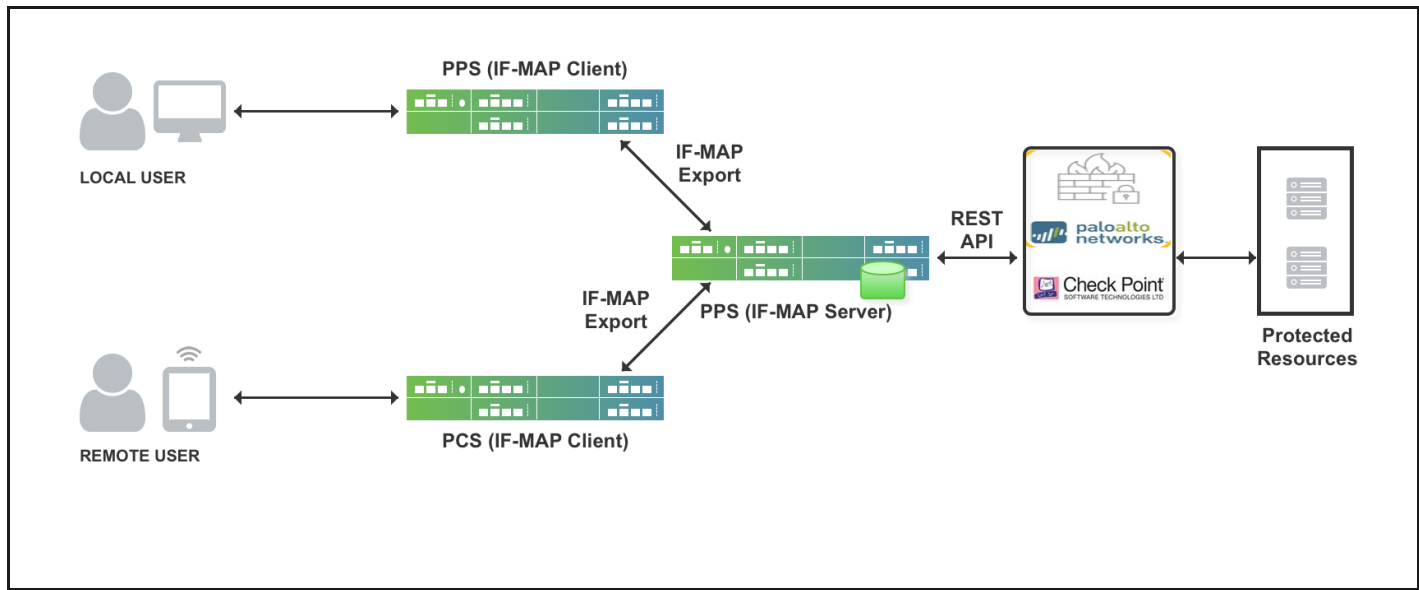 PPS (IF-MAP Client)
LOCAL USER
IF-MAP
Export
REST
API
paloalto
networks
Check Point
SOFTWARE TECHNOLOGIES LTD
IF-MAP
Export
PPS (IF-MAP Server)
Protected
Resources
PCS (IF-MAP Client)
REMOTE USER